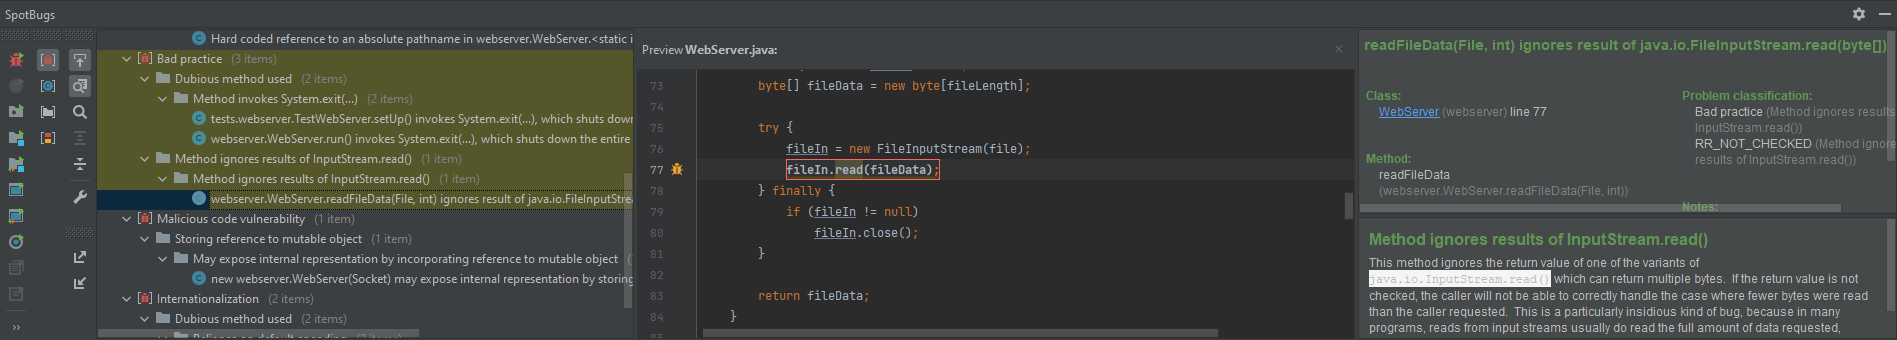 SpotBugs
Hard coded reference to an absolute pathname in webserver.WebServer.<static i
Bad practice (3 items)
Dubious method used (2 items)
Method invokes System.exit(...) (2 items)
tests.webserver.TestWebServer.setUp() invokes System.exit(...), which shuts down
webserver.WebServer.run() invokes System.exit(...), which shuts down the entire
Method ignores results of InputStream.read() (1 item)
Method ignores results of InputStream.read() (1 item)
webserver.WebServer.readFileData(File, int) ignores result of java.io.FileInputStrea
Malicious code vulnerability (1 item)
Storing reference to mutable object (1 item)
May expose internal representation by incorporating reference to mutable object (
new webserver.WebServer(Socket) may expose internal representation by storing
Internationalization (2 items)
Dubious method used (2 items)
Reliance on default encoding (2 items)
Preview WebServer.java:
73 byte[] fileData = new byte[fileLength];
74
75 try {
76 fileIn = new FileInputStream(file);
77 fileIn.read(fileData);
78 } finally {
79 if (fileIn != null)
80 fileIn.close();
81 }
82
83 return fileData;
84 }
85
readFileData(File, int) ignores result of java.io.FileInputStream.read(byte[])
Class:
WebServer (webserver) line 77
Method:
readFileData
(webserver.WebServer.readFileData(File, int))
Problem classification:
Bad practice (Method ignores results
InputStream.read())
RR_NOT_CHECKED (Method ignore
results of InputStream.read())
Notes:
Method ignores results of InputStream.read()
This method ignores the return value of one of the variants of
java.io.InputStream.read() which can return multiple bytes. If the return value is not
checked, the caller will not be able to correctly handle the case where fewer bytes were read
than the caller requested. This is a particularly insidious kind of bug, because in many
programs, reads from input streams usually do read the full amount of data requested,